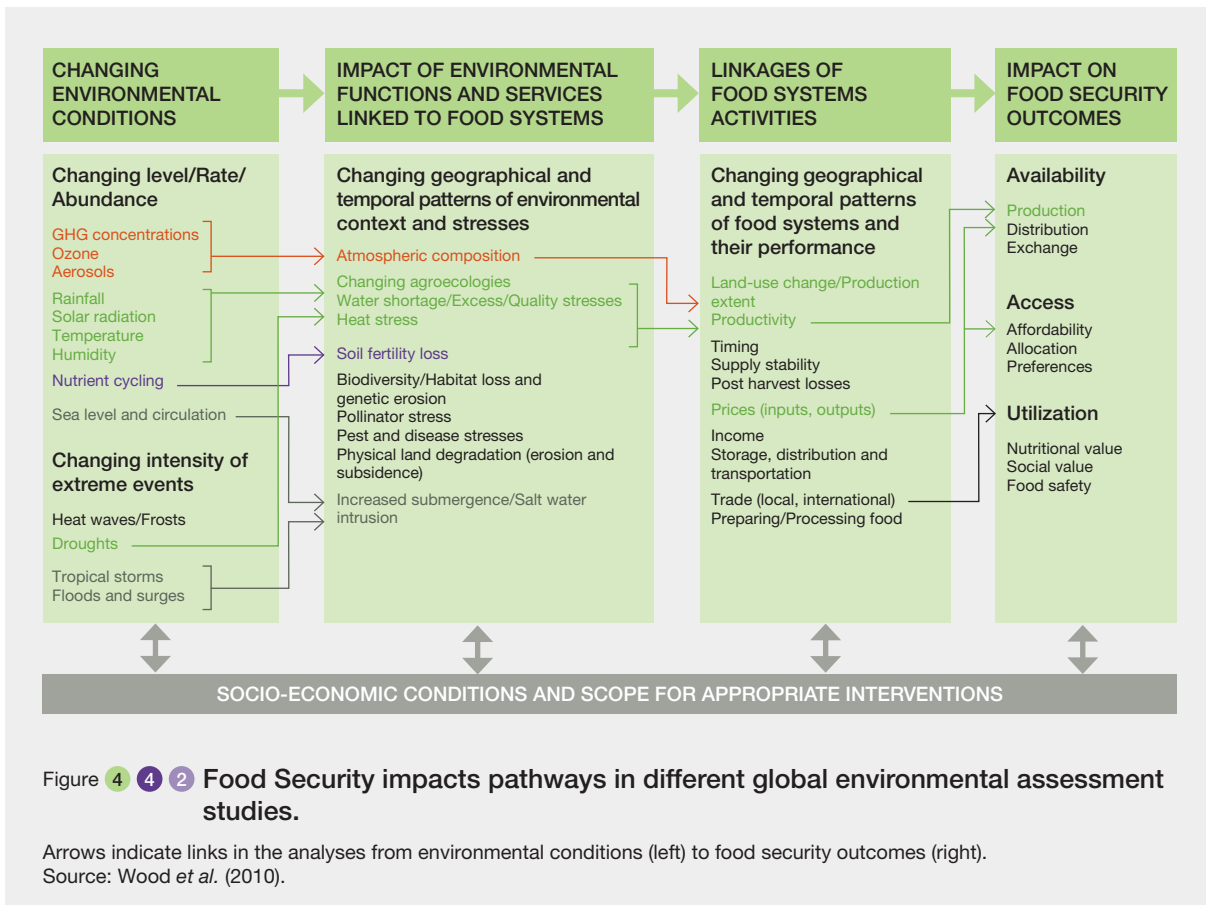 CHANGING
ENVIRONMENTAL
CONDITIONS
IMPACT OF ENVIRONMENTAL
FUNCTIONS AND SERVICES
LINKED TO FOOD SYSTEMS
LINKAGES OF
FOOD SYSTEMS
ACTIVITIES
IMPACT ON
FOOD SECURITY
OUTCOMES
Changing level/Rate/
Abundance
GHG concentrations
Ozone
Aerosols
Rainfall
Solar radiation
Temperature
Humidity
Nutrient cycling
Sea level and circulation
Changing intensity of
extreme events
Heat waves/Frosts
Droughts
Tropical storms
Floods and surges
Changing geographical and
temporal patterns of environmental
context and stresses
Atmospheric composition
Changing agroecologies
Water shortage/Excess/Quality stresses
Heat stress
Soil fertility loss
Biodiversity/Habitat loss and
genetic erosion
Pollinator stress
Pest and disease stresses
Physical land degradation (erosion and
subsidence)
Increased submergence/Salt water
intrusion
Changing geographical
and temporal patterns
of food systems and
their performance
Land-use change/Production
extent
Productivity
Timing
Supply stability
Post harvest losses
Prices (inputs, outputs)
Income
Storage, distribution and
transportation
Trade (local, international)
Preparing/Processing food
Availability
Production
Distribution
Exchange
Access
Affordability
Allocation
Preferences
Utilization
Nutritional value
Social value
Food safety
SOCIO-ECONOMIC CONDITIONS AND SCOPE FOR APPROPRIATE INTERVENTIONS
Figure 4 4 2 Food Security impacts pathways in different global environmental assessment
studies.
Arrows indicate links in the analyses from environmental conditions (left) to food security outcomes (right).
Source: Wood et al. (2010).